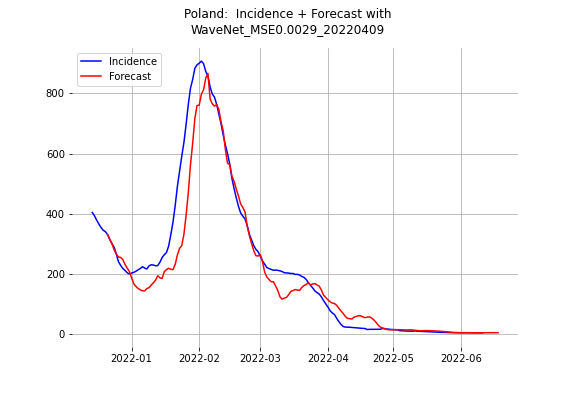 Poland:  Incidence + Forecast with
WaveNet_MSE0.0029_20220409
Incidence
Forecast
800
600
400
200
0
2022-01
2022-02
2022-03
2022-04
2022-05
2022-06